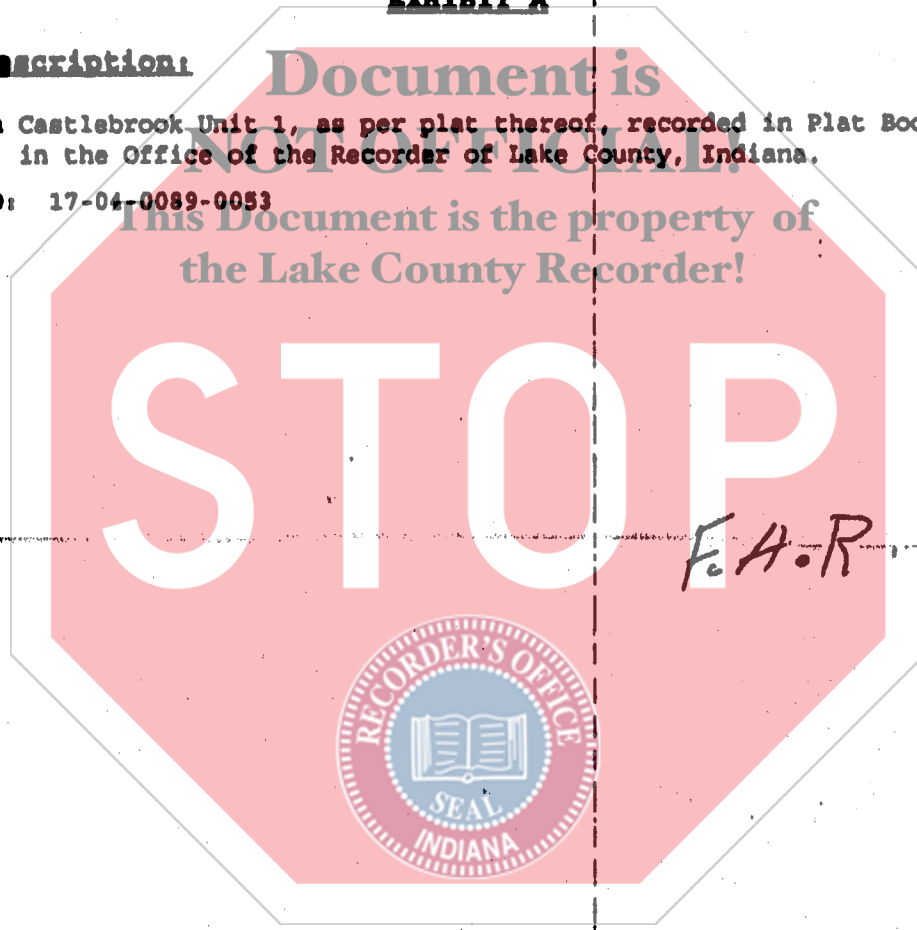 EXHIBIT A
scription:
Document is
Castlebrook Unit 1, as per plat thereof, recorded in Plat Boo
NOT OFFICIAL!
in the Office of the Recorder of Lake County, Indiana.
: 17-04-0089-0053
This Document is the property of
the Lake County Recorder!
STOP
F. A. R
RECORDER'S OFFICE
SEAL
INDIANA